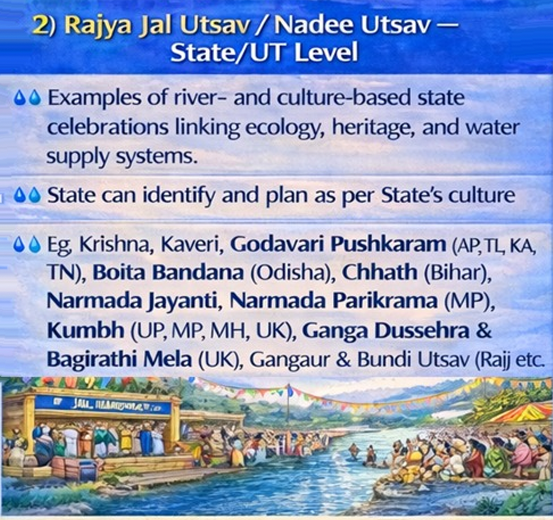 2) Rajya Jal Utsav / Nadee Utsav —
State/UT Level
Examples of river- and culture-based state
celebrations linking ecology, heritage, and water
supply systems.
State can identify and plan as per State's culture
Eg, Krishna, Kaveri, Godavari Pushkaram (AP, TL, KA,
TN), Boita Bandana (Odisha), Chhath (Bihar),
Narmada Jayanti, Narmada Parikrama (MP),
Kumbh (UP, MP, MH, UK), Ganga Dussehra &
Bagirathi Mela (UK), Gangaur & Bundi Utsav (Rajj etc.